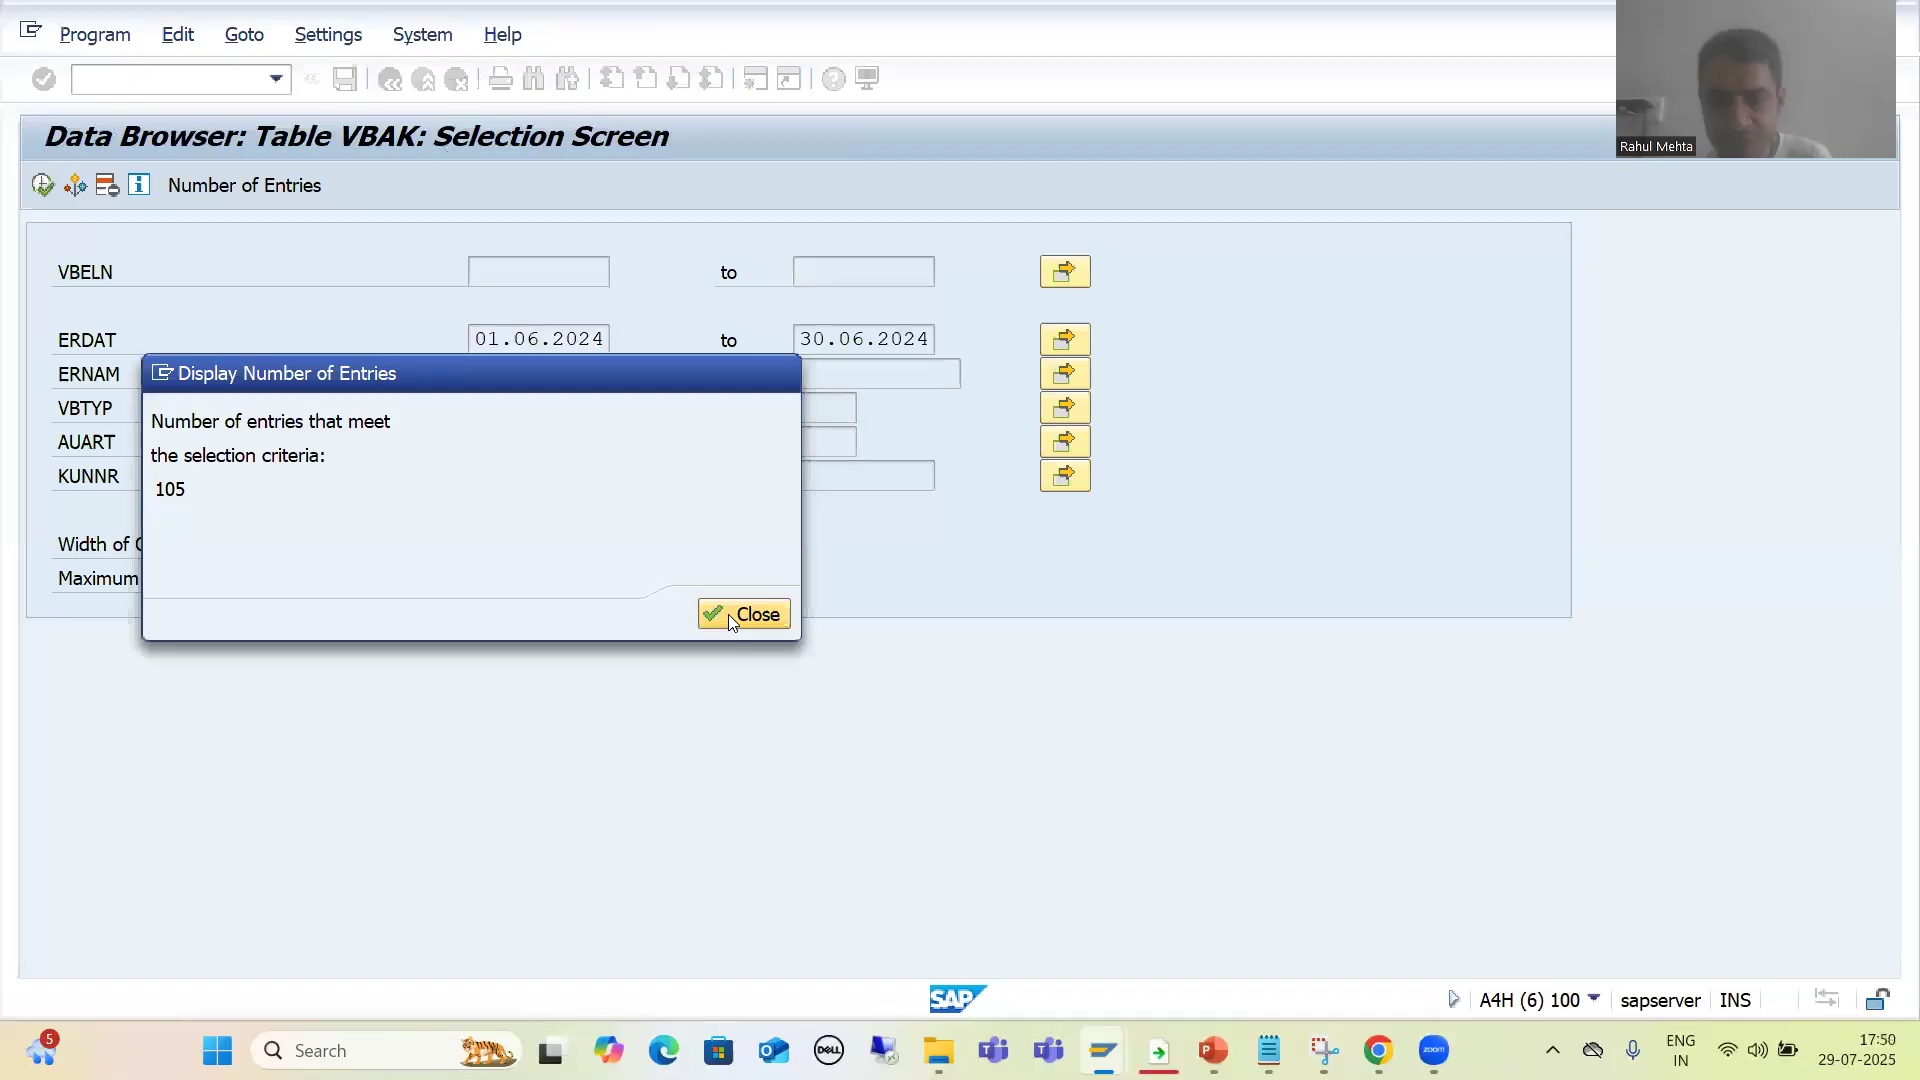 Program Edit Goto Settings System Help
Rahul Mehta
Data Browser: Table VBAK: Selection Screen
Number of Entries
VBELN to
ERDAT 01.06.2024 to 30.06.2024
ERNAM
VBTYP
AUART
KUNNR
Width of
Maximum
Display Number of Entries
Number of entries that meet
the selection criteria:
105
Close
SAP
A4H (6) 100 sapserver INS
5
Search
DELL
zoom
ENG
IN
17:50
29-07-2025